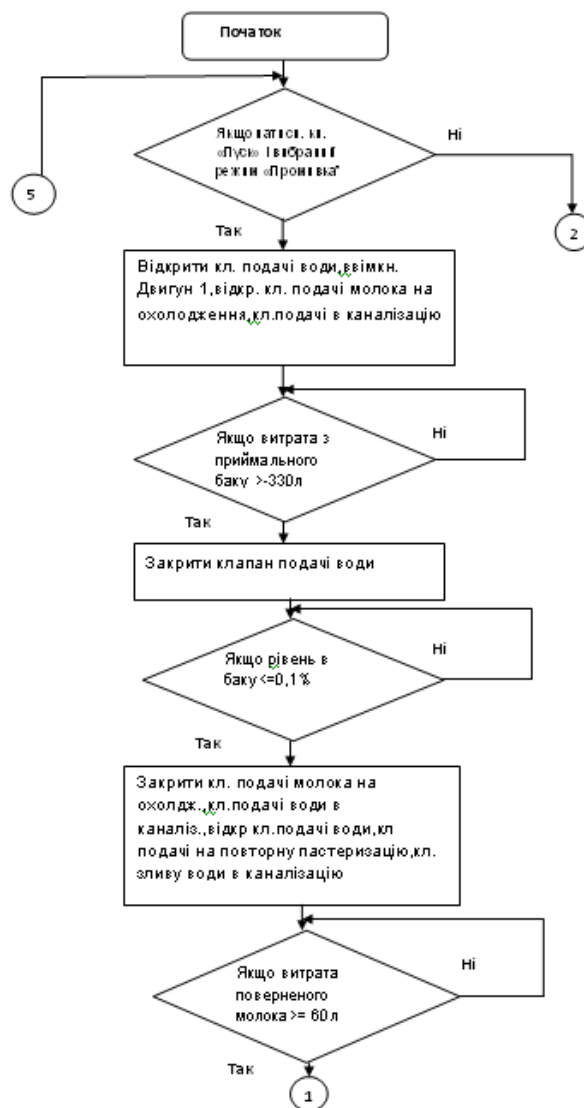 Початок
Якщо натисн. кн.
Ні
«Пуск» і вибраний
режим «Промивка"
5
2
Так
Відкрити кл. подачі води,ввімкн.
Двигун 1,відкр. кл. подачі молока на
охолодження,кл.подачі в каналізацію
Якщо витрата з
Ні
приймального
баку >-330л
Так
Закрити клапан подачі води
Ні
Якщо рівень в
баку<=0,1%
Так
Закрити кл. подачі молока на
охолдж.,кл.подачі води в
каналіз.,відкр кл.подачі води,кл
подачі на повторну пастеризацію,кл.
зливу води в каналізацію
Якщо витрата
Ні
поверненого
молока>= 60л
Так
1